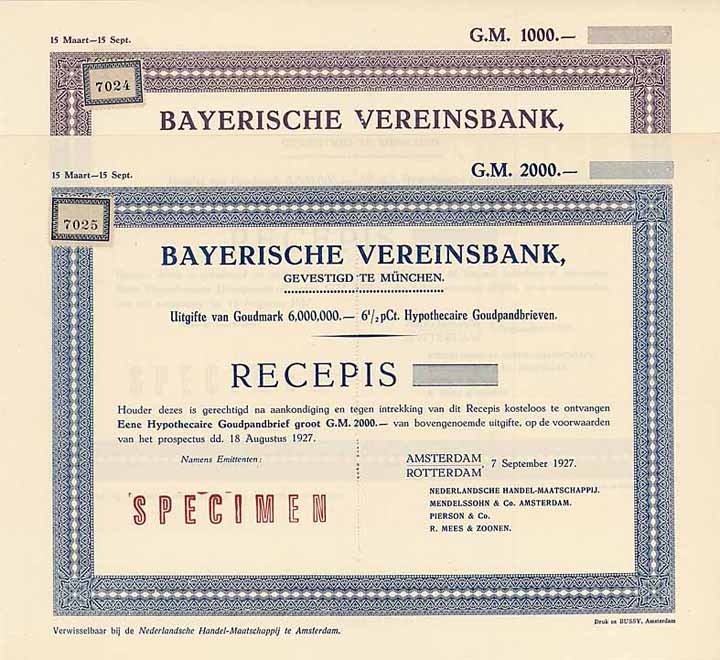 15 Maart—15 Sept.
G.M. 1000.—
7024
BAYERISCHE VEREINSBANK,
15 Maart—15 Sept.
G.M. 2000.—
7025
BAYERISCHE VEREINSBANK,
GEVESTIGD TE MÜNCHEN.
Uitgifte van Goudmark 6,000,000.— 6½ pCt. Hypothecaire Goudpandbrieven.
RECEPIS
Houder dezes is gerechtigd na aankondiging en tegen intrekking van dit Recepis kosteloos te ontvangen
Eene Hypothecaire Goudpandbrief groot G.M. 2000.— van bovengenoemde uitgifte, op de voorwaarden
van het prospectus dd. 18 Augustus 1927.
Namens Emittenten:
AMSTERDAM
ROTTERDAM, 7 September 1927.
NEDERLANDSCHE HANDEL-MAATSCHAPPIJ.
MENDELSSOHN & Co. AMSTERDAM.
PIERSON & Co.
R. MEES & ZOONEN.
SPECIMEN
Druk DE BUSSY, Amsterdam
Verwisselbaar bij de Nederlandsche Handel-Maatschappij te Amsterdam.